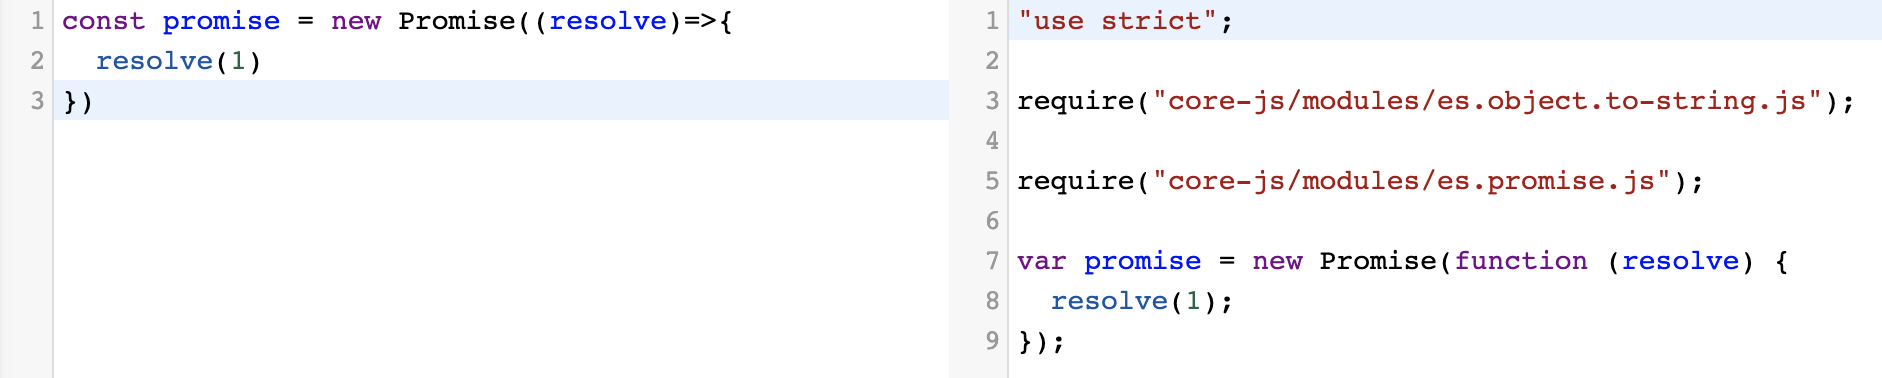 1 const promise = new Promise((resolve)=>{
2   resolve(1)
3 })
1 "use strict";
2
3 require("core-js/modules/es.object.to-string.js");
4
5 require("core-js/modules/es.promise.js");
6
7 var promise = new Promise(function (resolve) {
8   resolve(1);
9 });